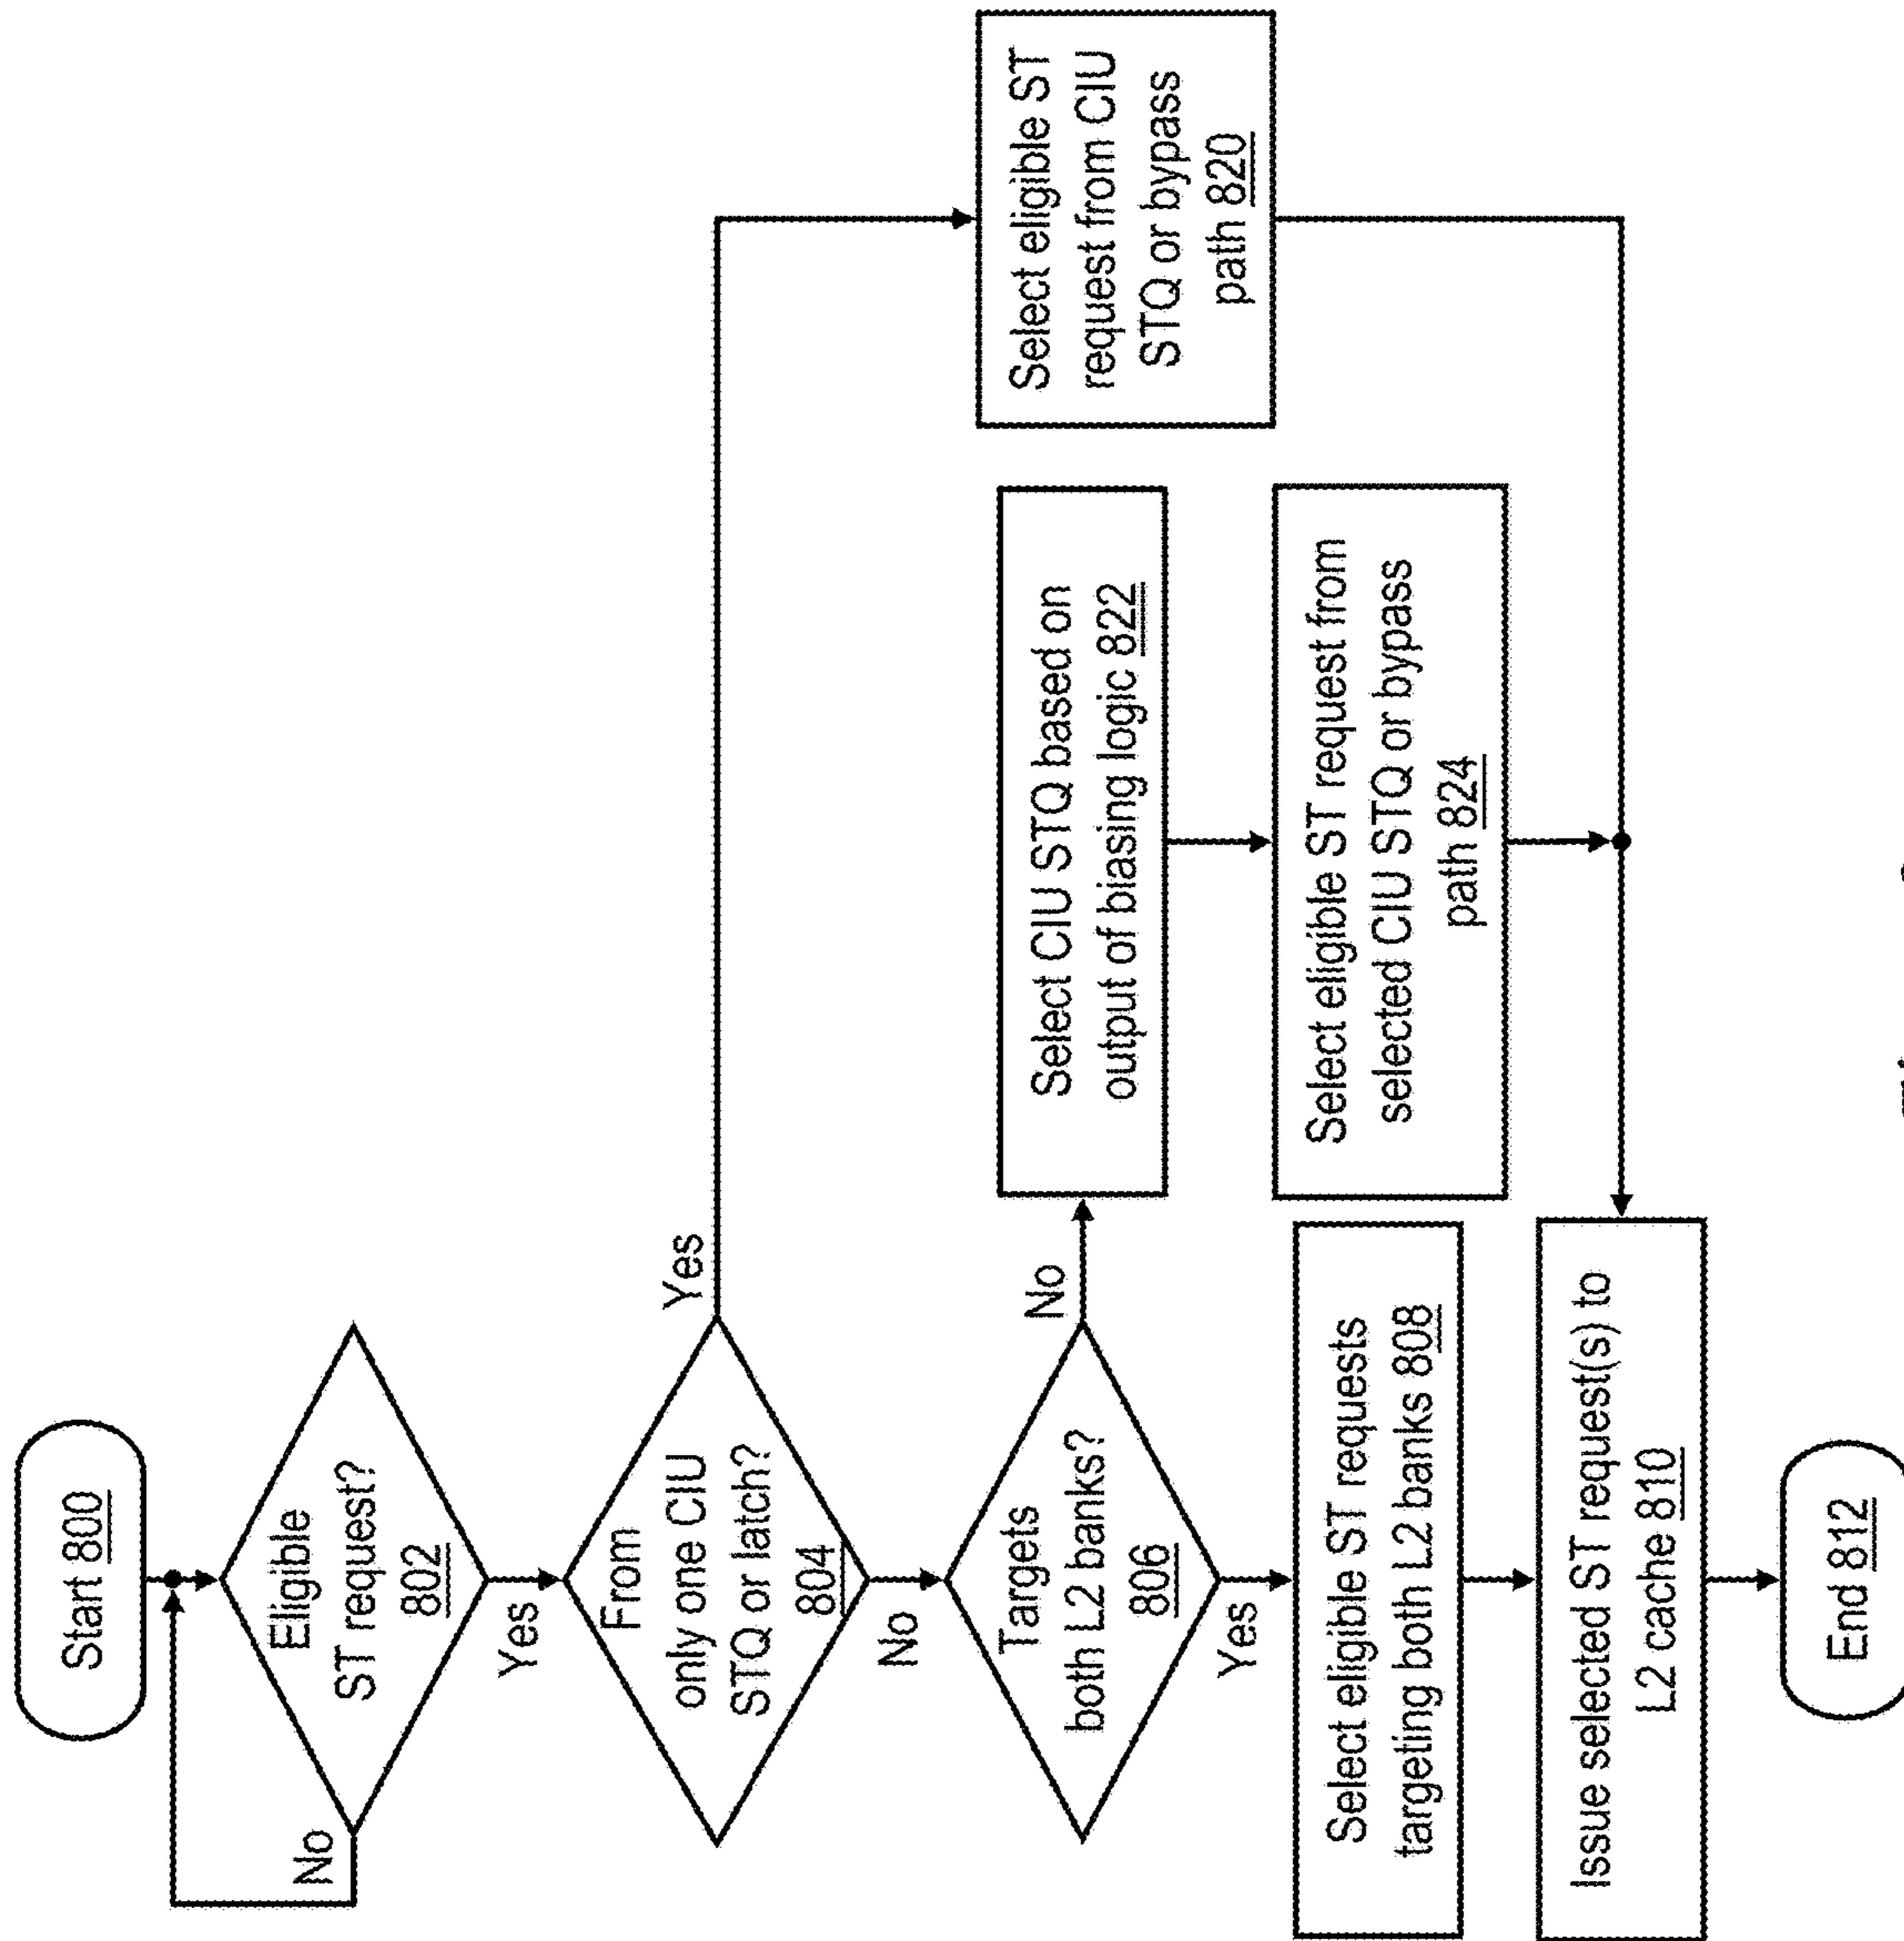 Start 800
Eligible
ST request?
802
No
Yes
From
only one CIU
STQ or latch?
804
Yes
No
Targets
both L2 banks?
806
No
Yes
Select eligible ST requests
targeting both L2 banks 808
Issue selected ST request(s) to
L2 cache 810
End 812
Select CIU STQ based on
output of biasing logic 822
Select eligible ST request from
selected CIU STQ or bypass
path 824
Select eligible ST
request from CIU
STQ or bypass
path 820